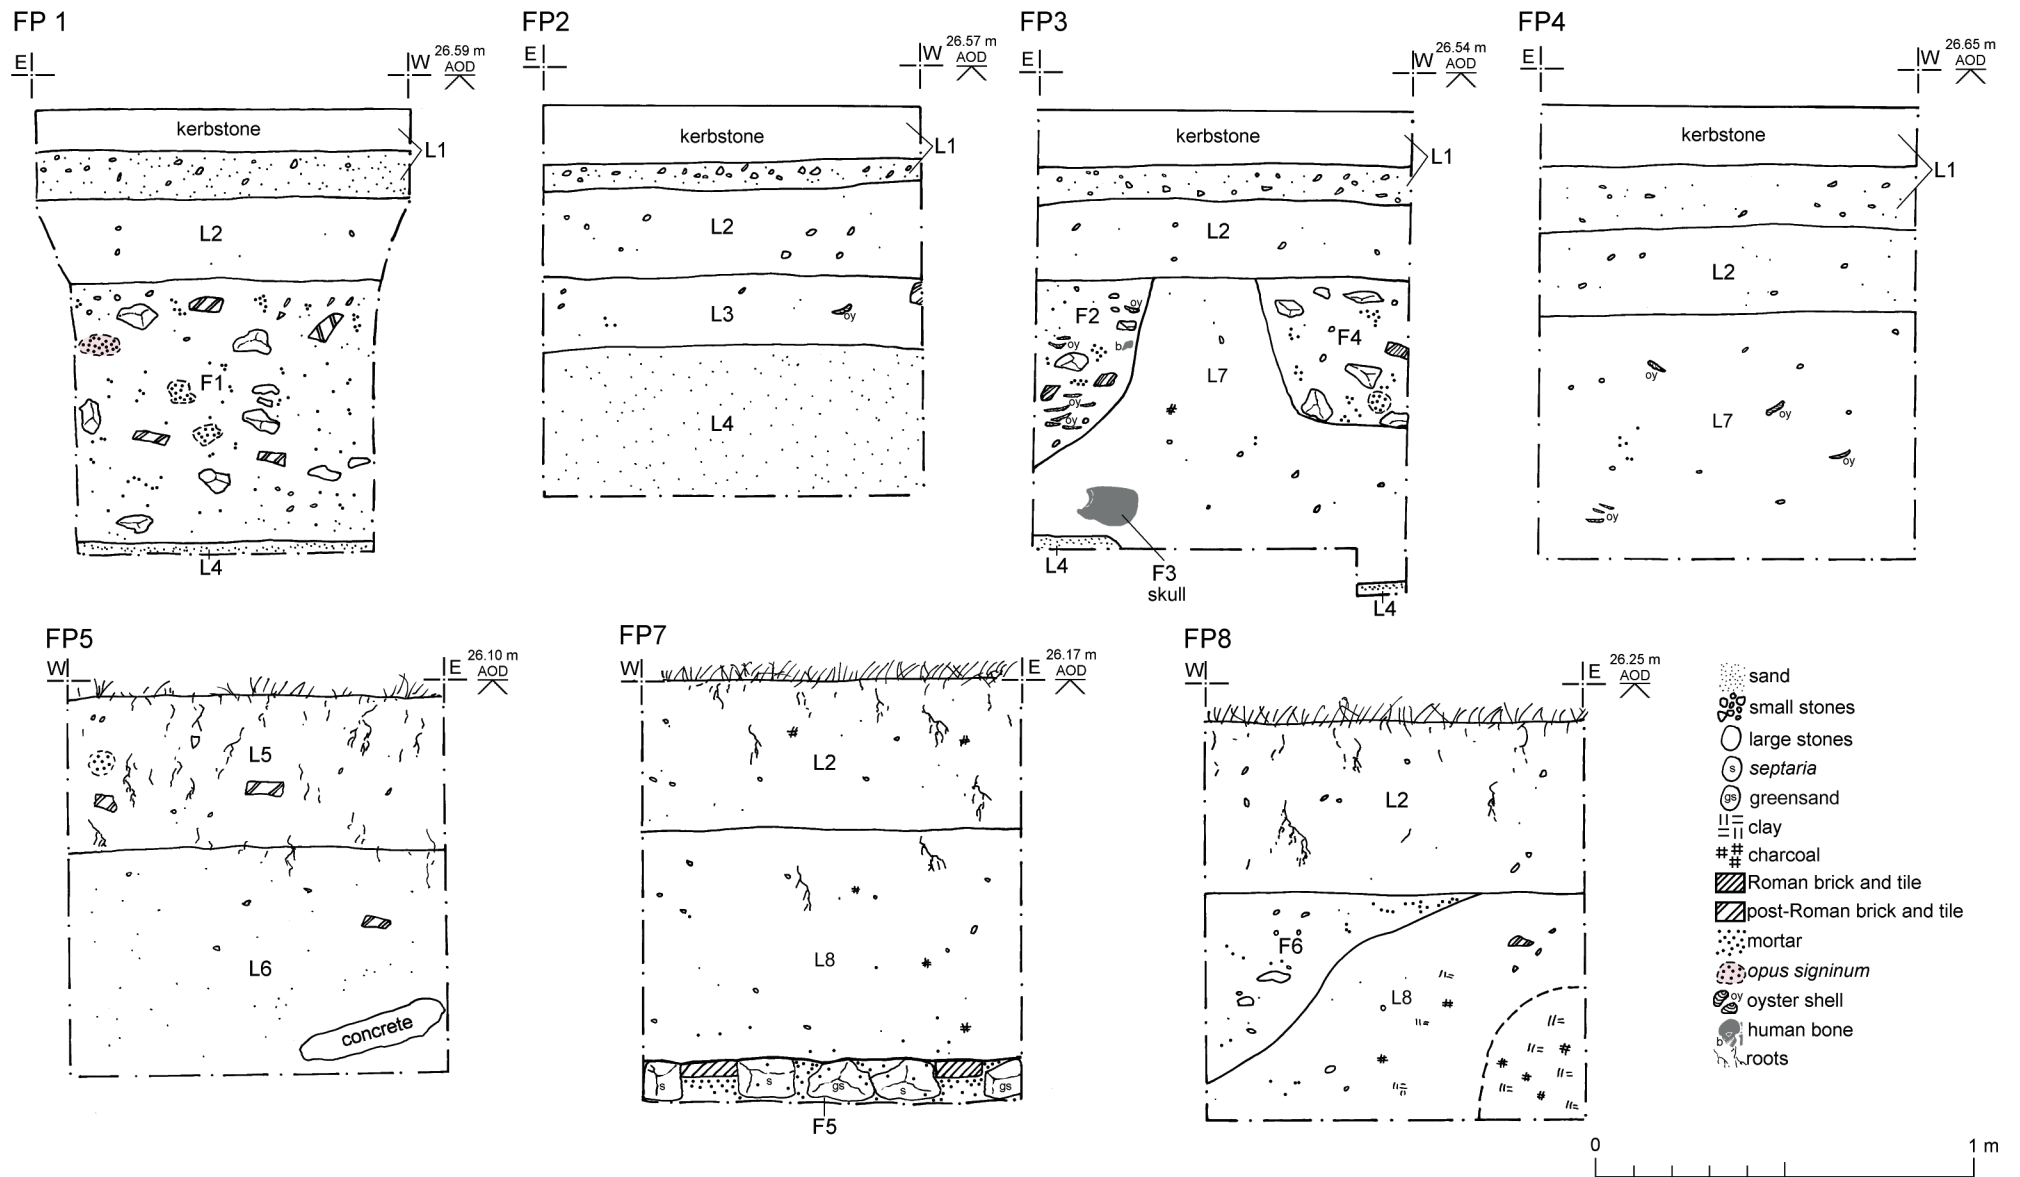 FP 1
E
W
26.59 m
AOD
kerbstone
L1
L2
F1
L4
FP2
E
W
26.57 m
AOD
kerbstone
L1
L2
L3
oy
L4
FP3
E
W
26.54 m
AOD
kerbstone
L1
L2
F2
oy
oy
b
oy
oy
F4
L7
L4
F3
skull
L4
FP4
E
W
26.65 m
AOD
kerbstone
L1
L2
oy
oy
L7
oy
oy
FP5
W
E
26.10 m
AOD
L5
L6
concrete
FP7
W
E
26.17 m
AOD
L2
L8
s
s
gs
s
gs
F5
FP8
W
E
26.25 m
AOD
L2
F6
L8
sand
small stones
large stones
s septaria
gs greensand
clay
charcoal
Roman brick and tile
post-Roman brick and tile
mortar
opus signinum
oy oyster shell
b human bone
roots
0 1 m